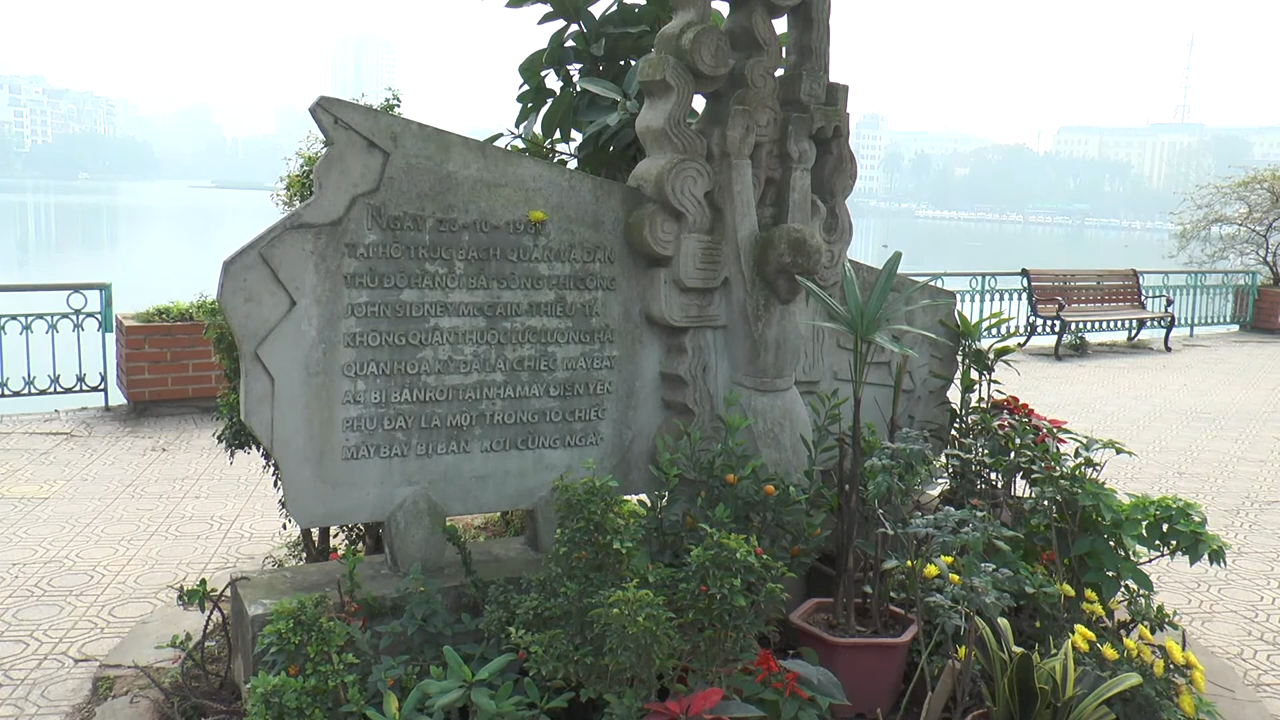 NGÀY 26-10-1967
TẠI HỒ TRÚC BẠCH QUÂN VÀ DÂN
THỦ ĐÔ HÀ NỘI BẮT SỐNG PHI CÔNG
JOHN SIDNEY MC CAIN THIẾU TÁ
KHÔNG QUÂN THUỘC LỰC LƯỢNG HẢI
QUÂN HOA KỲ ĐÃ LÁI CHIẾC MÁY BAY
A4 BỊ BẮN RƠI TẠI NHÀ MÁY ĐIỆN YÊN
PHỤ ĐÂY LÀ MỘT TRONG 10 CHIẾC
MÁY BAY BỊ BẮN RƠI CÙNG NGÀY